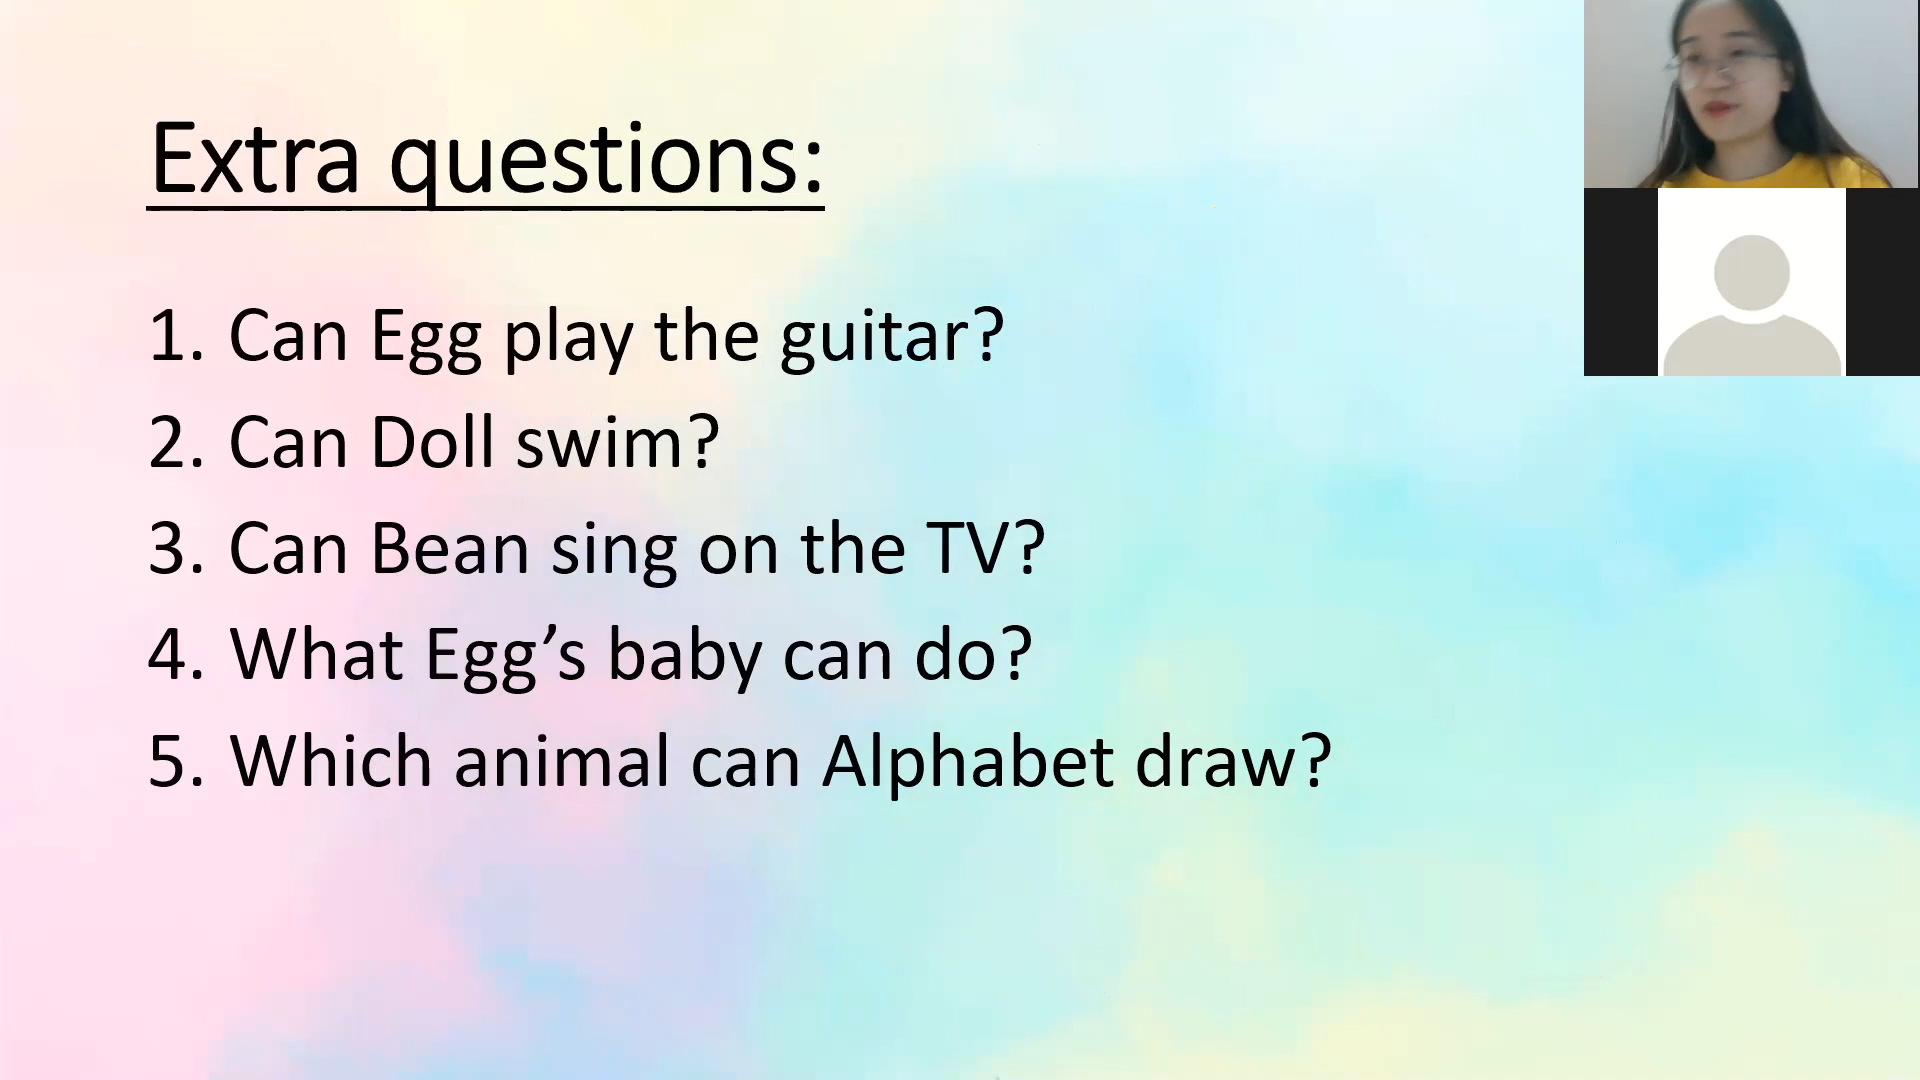 Extra questions:
1. Can Egg play the guitar?
2. Can Doll swim?
3. Can Bean sing on the TV?
4. What Egg’s baby can do?
5. Which animal can Alphabet draw?